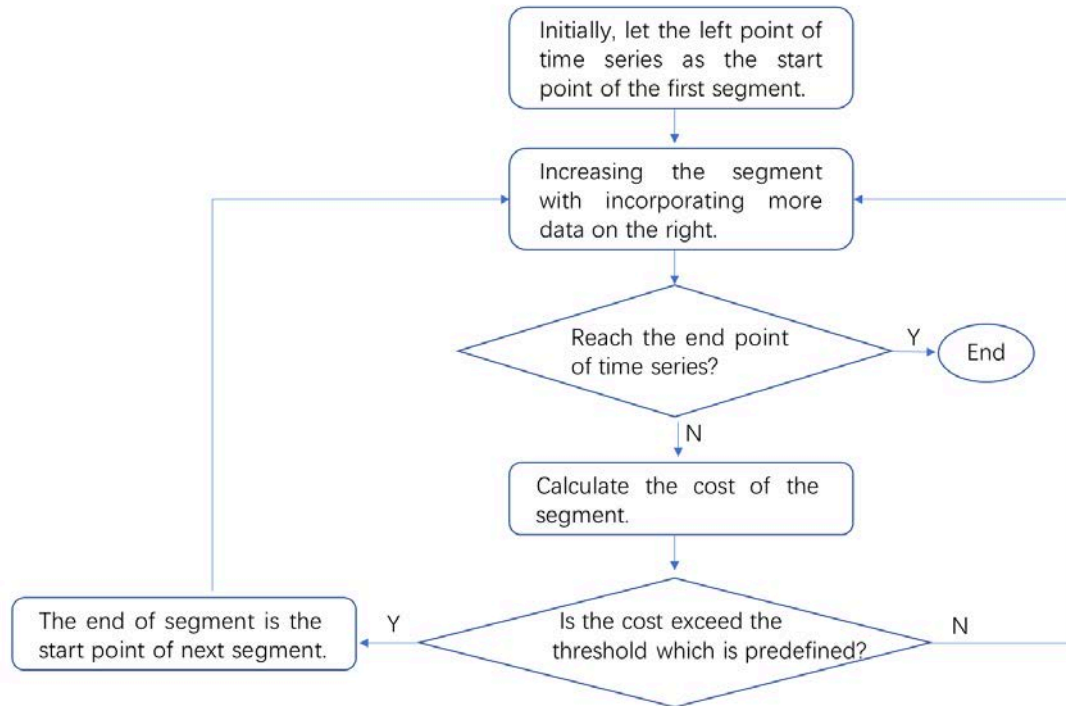 Initially, let the left point of
time series as the start
point of the first segment.
Increasing the segment
with incorporating more
data on the right.
Reach the end point
of time series?
Y
End
N
Calculate the cost of the
segment.
The end of segment is the
start point of next segment.
Y
Is the cost exceed the
threshold which is predefined?
N